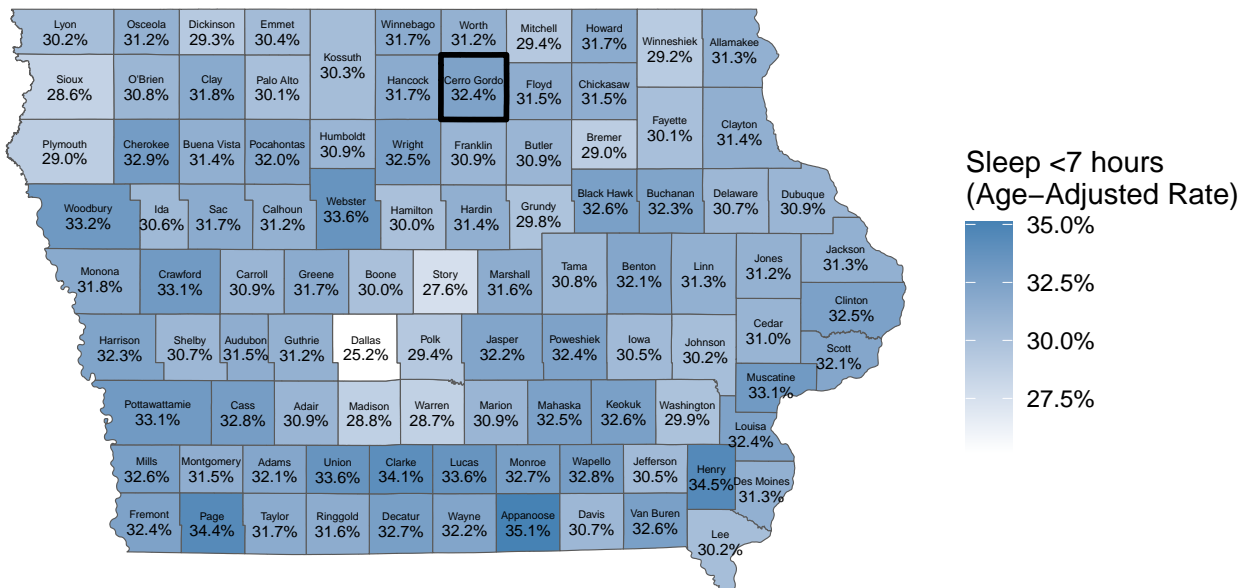 Lyon
30.2%
Osceola
31.2%
Dickinson
29.3%
Emmet
30.4%
Kossuth
30.3%
Winnebago
31.7%
Worth
31.2%
Mitchell
29.4%
Howard
31.7%
Winneshiek
29.2%
Allamakee
31.3%
Sioux
28.6%
O'Brien
30.8%
Clay
31.8%
Palo Alto
30.1%
Hancock
31.7%
Cerro Gordo
32.4%
Floyd
31.5%
Chickasaw
31.5%
Fayette
30.1%
Clayton
31.4%
Plymouth
29.0%
Cherokee
32.9%
Buena Vista
31.4%
Pocahontas
32.0%
Humboldt
30.9%
Wright
32.5%
Franklin
30.9%
Butler
30.9%
Bremer
29.0%
Woodbury
33.2%
Ida
30.6%
Sac
31.7%
Calhoun
31.2%
Webster
33.6%
Hamilton
30.0%
Hardin
31.4%
Grundy
29.8%
Black Hawk
32.6%
Buchanan
32.3%
Delaware
30.7%
Dubuque
30.9%
Monona
31.8%
Crawford
33.1%
Carroll
30.9%
Greene
31.7%
Boone
30.0%
Story
27.6%
Marshall
31.6%
Tama
30.8%
Benton
32.1%
Linn
31.3%
Jones
31.2%
Jackson
31.3%
Clinton
32.5%
Harrison
32.3%
Shelby
30.7%
Audubon
31.5%
Guthrie
31.2%
Dallas
25.2%
Polk
29.4%
Jasper
32.2%
Poweshiek
32.4%
Iowa
30.5%
Johnson
30.2%
Cedar
31.0%
Scott
32.1%
Muscatine
33.1%
Pottawattamie
33.1%
Cass
32.8%
Adair
30.9%
Madison
28.8%
Warren
28.7%
Marion
30.9%
Mahaska
32.5%
Keokuk
32.6%
Washington
29.9%
Louisa
32.4%
Mills
32.6%
Montgomery
31.5%
Adams
32.1%
Union
33.6%
Clarke
34.1%
Lucas
33.6%
Monroe
32.7%
Wapello
32.8%
Jefferson
30.5%
Henry
34.5%
Des Moines
31.3%
Fremont
32.4%
Page
34.4%
Taylor
31.7%
Ringgold
31.6%
Decatur
32.7%
Wayne
32.2%
Appanoose
35.1%
Davis
30.7%
Van Buren
32.6%
Lee
30.2%
Sleep <7 hours
(Age−Adjusted Rate)
35.0%
32.5%
30.0%
27.5%